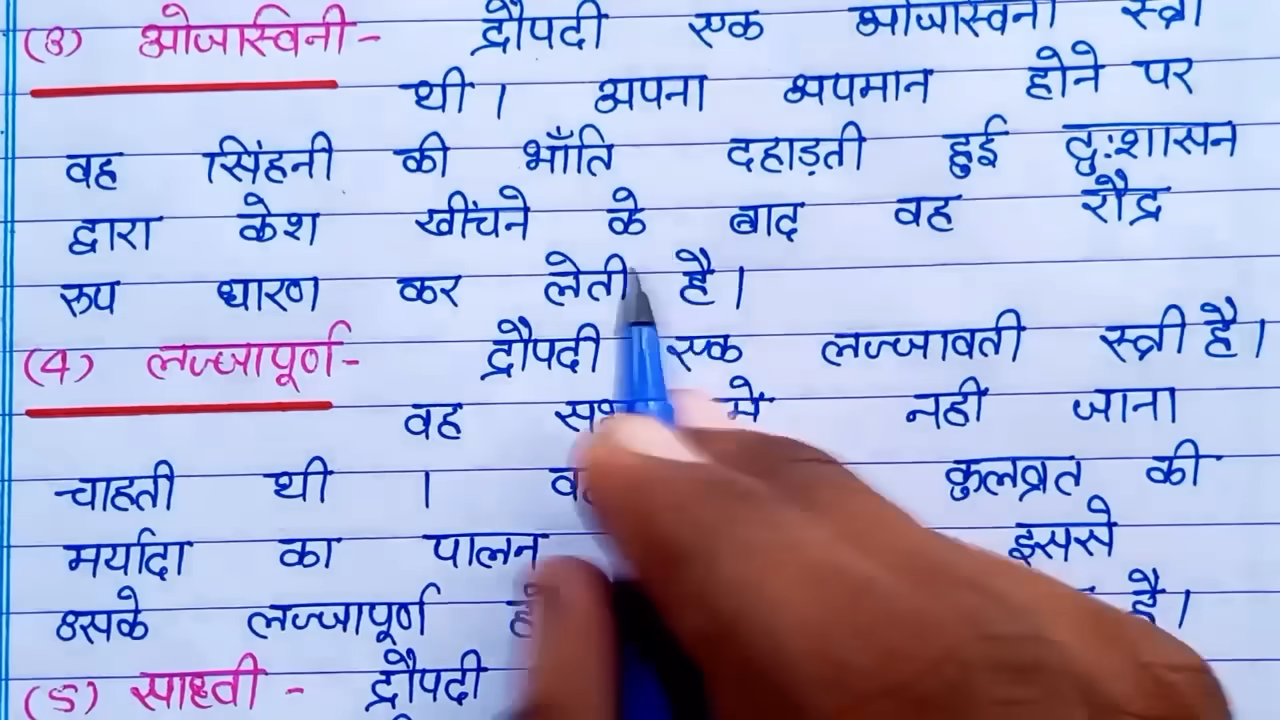 (3) ओजस्विनी - द्रौपदी एक ओजस्विनी स्त्री
थी। अपना अपमान होने पर
वह सिंहनी की भाँति दहाड़ती हुई दुःशासन
द्वारा केश खींचने के बाद वह रौद्र
रूप धारण कर लेती है।
(4) लज्जापूर्ण - द्रौपदी एक लज्जावती स्त्री है।
वह में नही जाना
चाहती थी । कुलव्रत की
मर्यादा का पालन इससे
उसके लज्जापूर्ण है।
(5) साध्वी - द्रौपदी